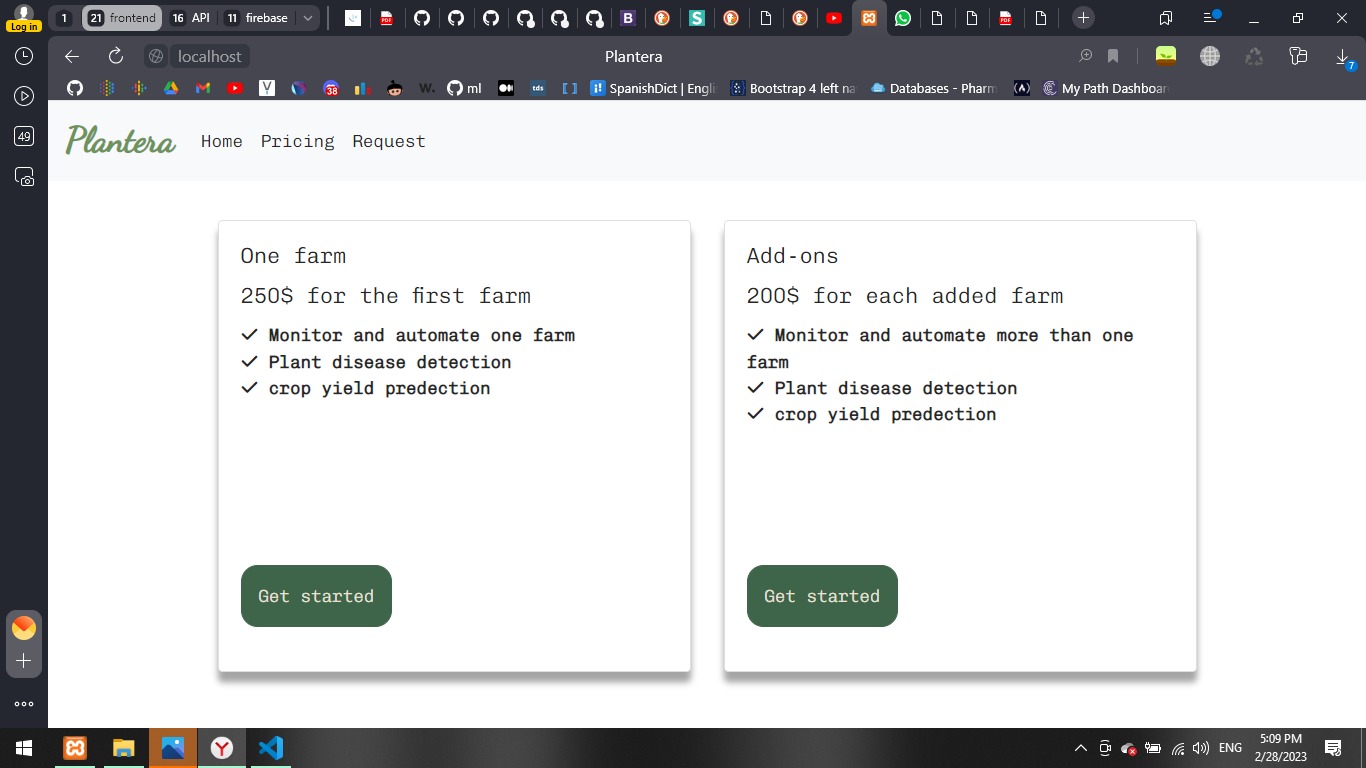 1
21 frontend
16 API
11 firebase
Log in
localhost
Plantera
7
38
W.
ml
tds
SpanishDict | Engli
Bootstrap 4 left na
Databases - Pharm
My Path Dashboar
49
Plantera
Home
Pricing
Request
One farm
250$ for the first farm
Monitor and automate one farm
Plant disease detection
crop yield predection
Get started
Add-ons
200$ for each added farm
Monitor and automate more than one
farm
Plant disease detection
crop yield predection
Get started
ENG
5:09 PM
2/28/2023